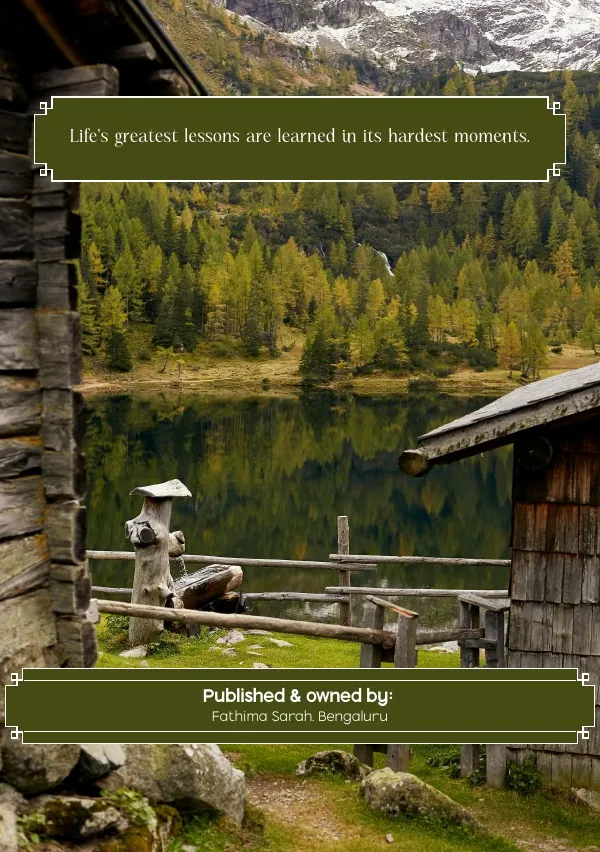 Life's greatest lessons are learned in its hardest moments.
Published & owned by:
Fathima Sarah. Bengaluru